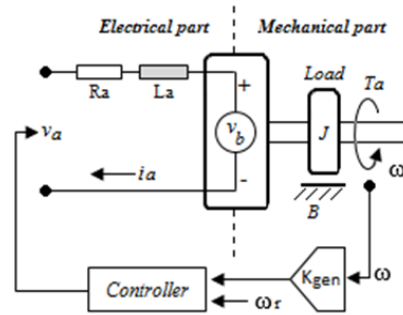 Electrical part
Mechanical part
Load
Ta
Ra
La
+
vb
J
va
ω
ia
-
B
Kgen
ω
Controller
ωr